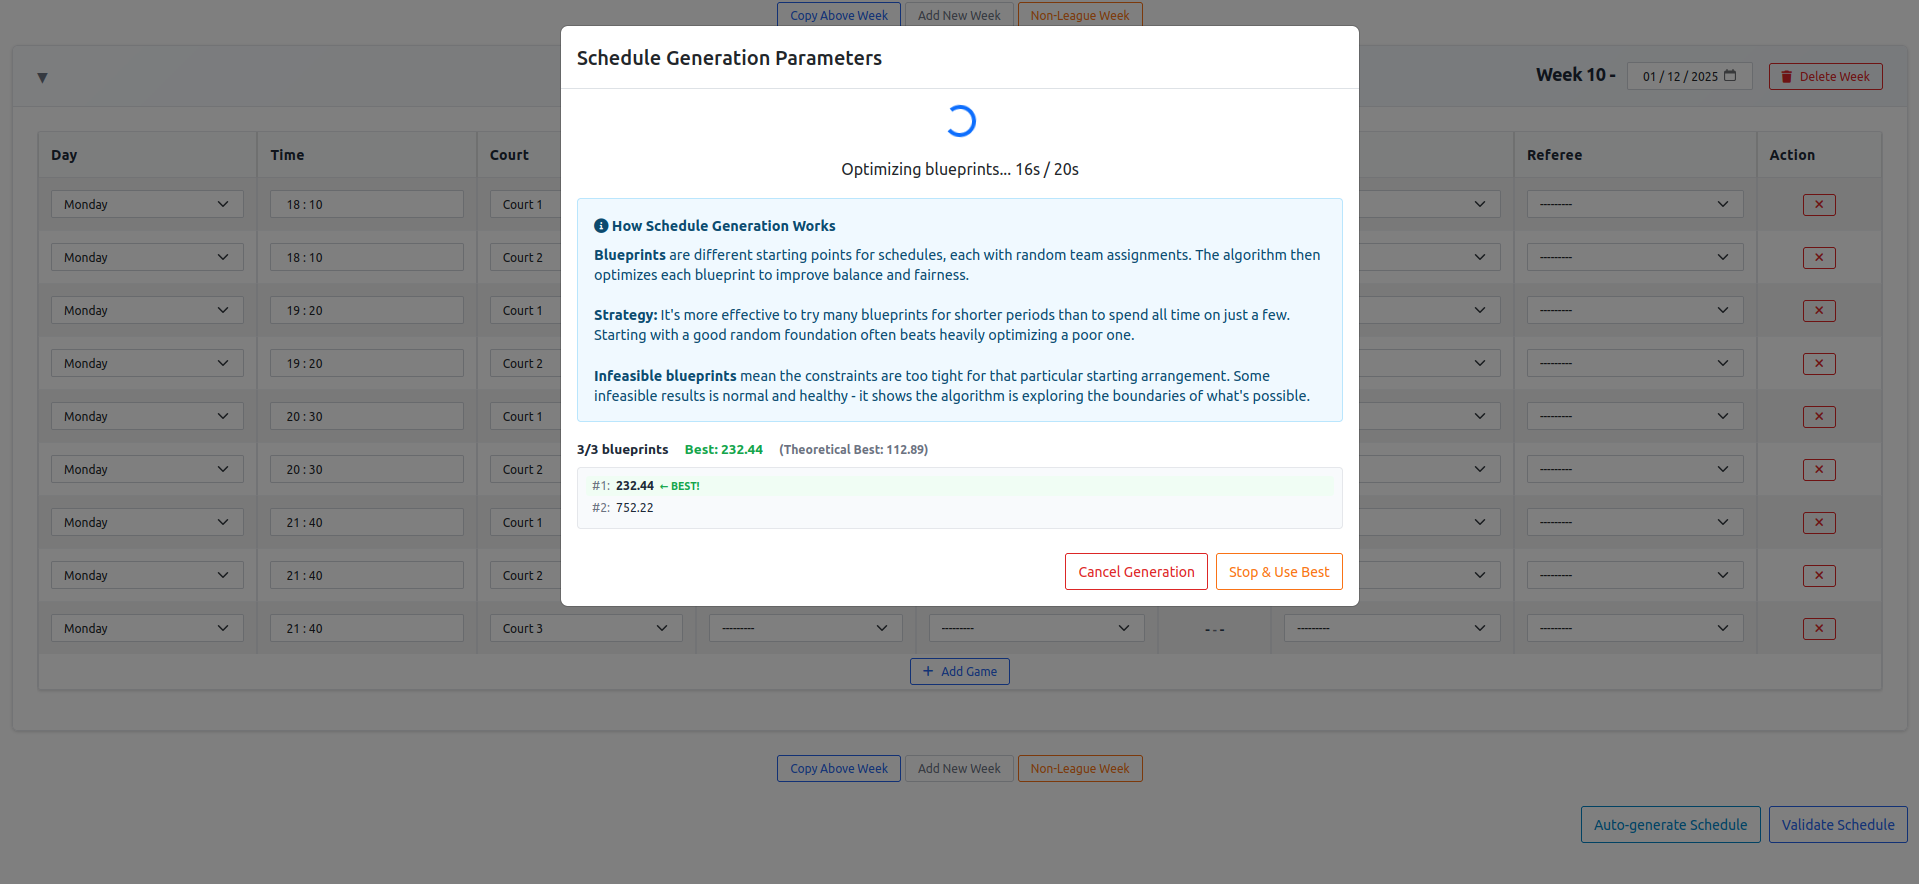 Copy Above Week Add New Week Non-League Week
Schedule Generation Parameters
▼ Week 10 - 01 / 12 / 2025 Delete Week
Optimizing blueprints... 16s / 20s
Day Time Court Referee Action
Monday 18 : 10 Court 1 --------- ×
Monday 18 : 10 Court 2 --------- ×
Monday 19 : 20 Court 1 --------- ×
Monday 19 : 20 Court 2 --------- ×
Monday 20 : 30 Court 1 --------- ×
Monday 20 : 30 Court 2 --------- ×
Monday 21 : 40 Court 1 --------- ×
Monday 21 : 40 Court 2 --------- ×
Monday 21 : 40 Court 3 --------- --------- --- --------- --------- ×
How Schedule Generation Works
Blueprints are different starting points for schedules, each with random team assignments. The algorithm then
optimizes each blueprint to improve balance and fairness.
Strategy: It's more effective to try many blueprints for shorter periods than to spend all time on just a few.
Starting with a good random foundation often beats heavily optimizing a poor one.
Infeasible blueprints mean the constraints are too tight for that particular starting arrangement. Some
infeasible results is normal and healthy - it shows the algorithm is exploring the boundaries of what's possible.
3/3 blueprints Best: 232.44 (Theoretical Best: 112.89)
#1: 232.44 ← BEST!
#2: 752.22
Cancel Generation Stop & Use Best
+ Add Game
Copy Above Week Add New Week Non-League Week
Auto-generate Schedule Validate Schedule